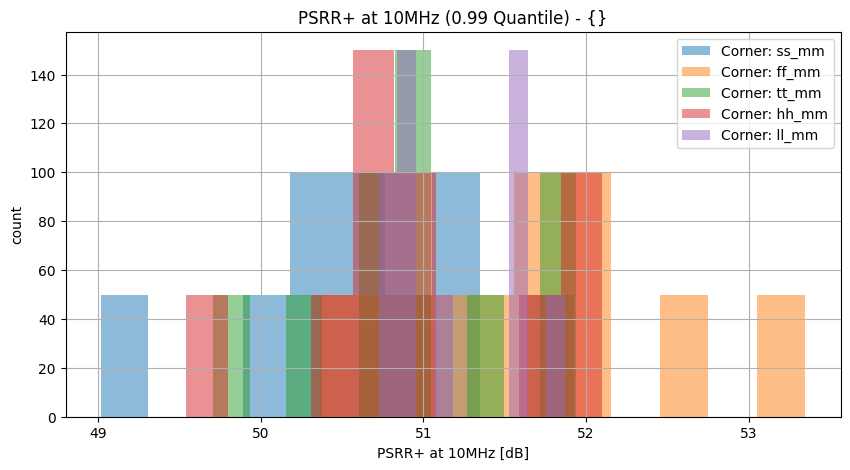 PSRR+ at 10MHz (0.99 Quantile) - {}
Corner: ss_mm
Corner: ff_mm
Corner: tt_mm
Corner: hh_mm
Corner: ll_mm
count
140
120
100
80
60
40
20
0
49
50
51
52
53
PSRR+ at 10MHz [dB]